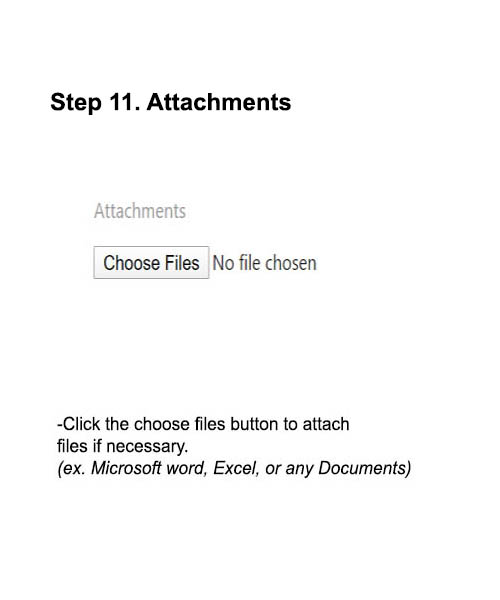 Step 11. Attachments
Attachments
Choose Files No file chosen
-Click the choose files button to attach
files if necessary.
(ex. Microsoft word, Excel, or any Documents)